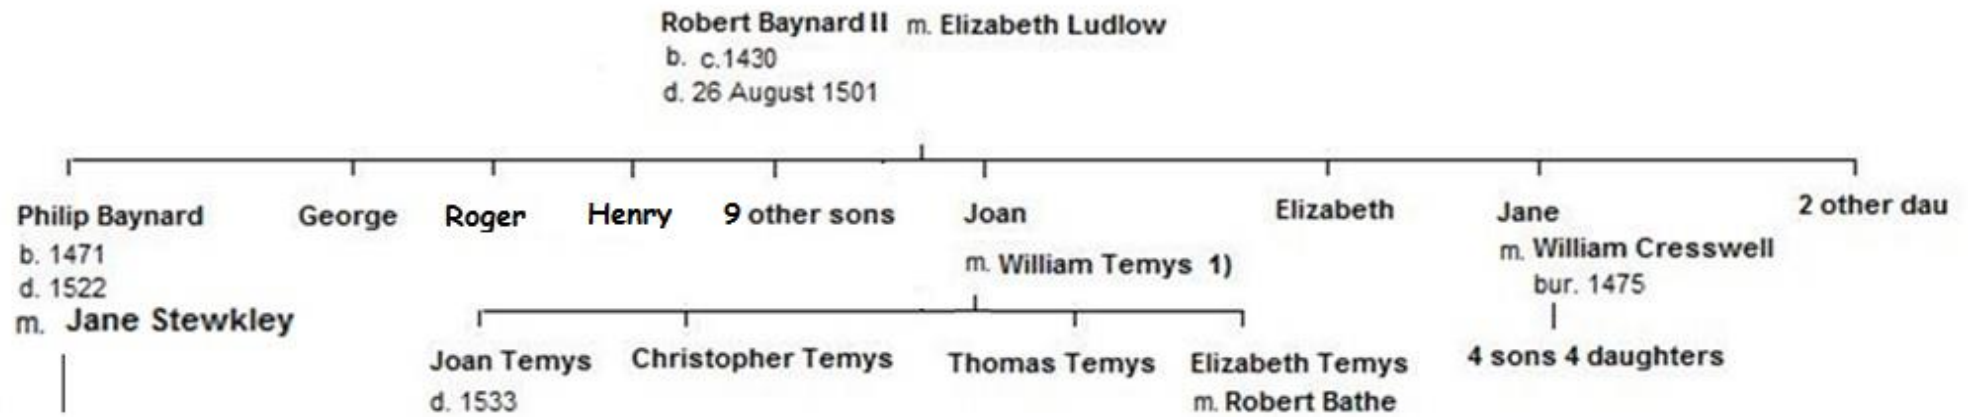 Robert Baynard II m. Elizabeth Ludlow
b. c.1430
d. 26 August 1501
Philip Baynard
b. 1471
d. 1522
m. Jane Stewkley
George
Roger
Henry
9 other sons
Joan
m. William Temys 1)
Elizabeth
Jane
m. William Cresswell
bur. 1475
2 other dau
Joan Temys
d. 1533
Christopher Temys
Thomas Temys
Elizabeth Temys
m. Robert Bathe
4 sons 4 daughters